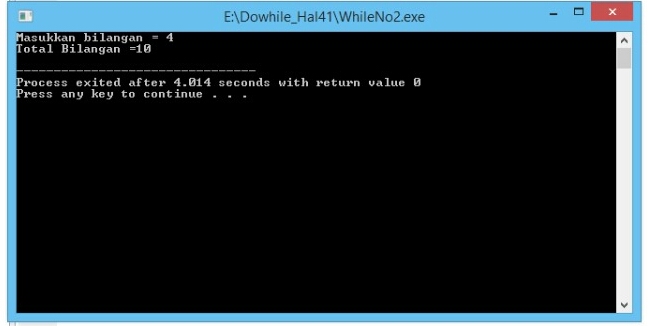 E:\Dowhile_Hal41\WhileNo2.exe
Masukkan bilangan = 4
Total Bilangan =10
--------------------------------
Process exited after 4.014 seconds with return value 0
Press any key to continue . . .